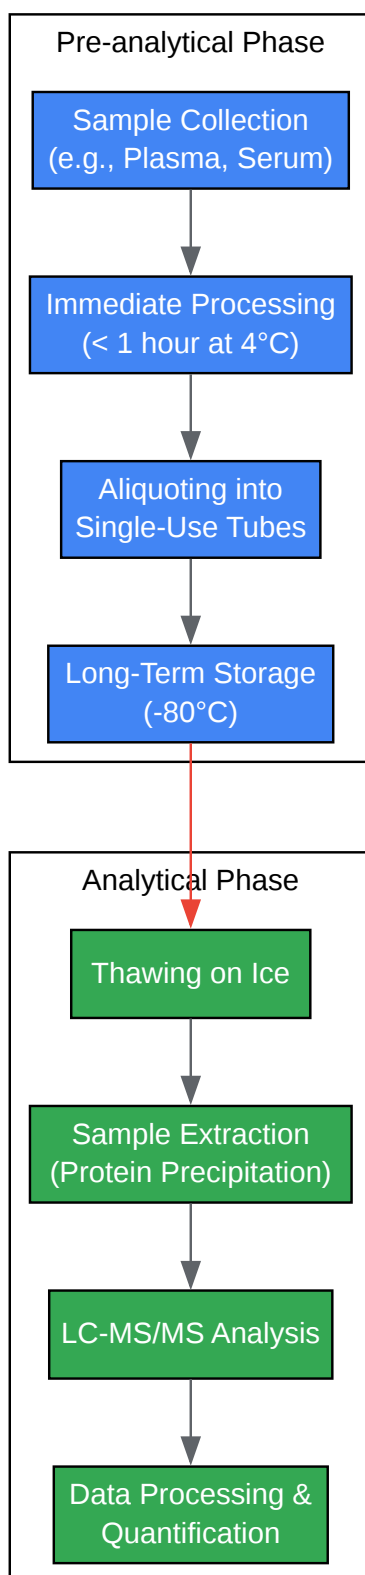 Pre-analytical Phase
Sample Collection
(e.g., Plasma, Serum)
Immediate Processing
(< 1 hour at 4°C)
Aliquoting into
Single-Use Tubes
Long-Term Storage
(-80°C)
Analytical Phase
Thawing on Ice
Sample Extraction
(Protein Precipitation)
LC-MS/MS Analysis
Data Processing &
Quantification